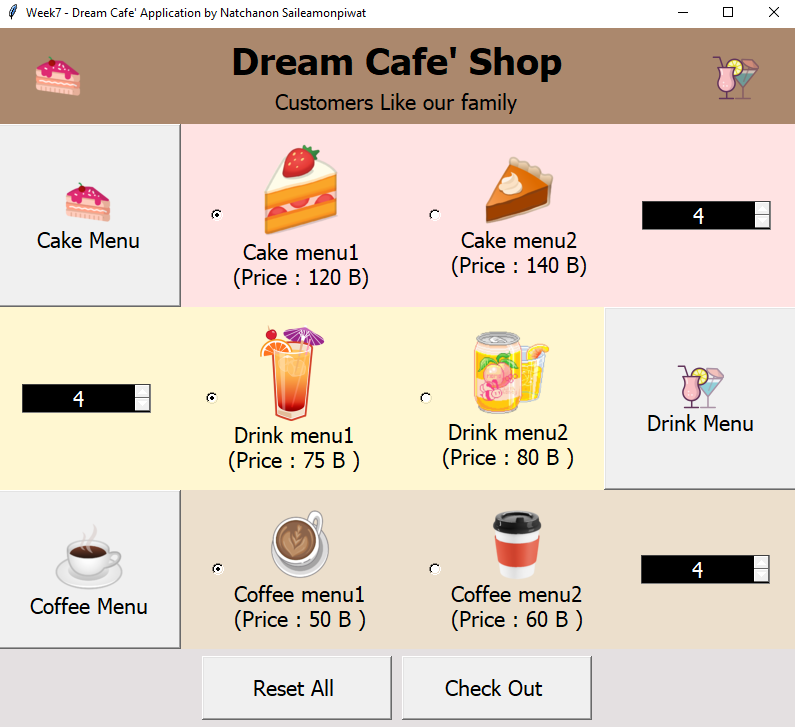 Week7 - Dream Cafe' Application by Natchanon Saileamonpiwat
Dream Cafe' Shop
Customers Like our family
Cake Menu
Cake menu1
(Price : 120 B)
Cake menu2
(Price : 140 B)
4
4
Drink menu1
(Price : 75 B )
Drink menu2
(Price : 80 B )
Drink Menu
Coffee Menu
Coffee menu1
(Price : 50 B )
Coffee menu2
(Price : 60 B )
4
Reset All
Check Out